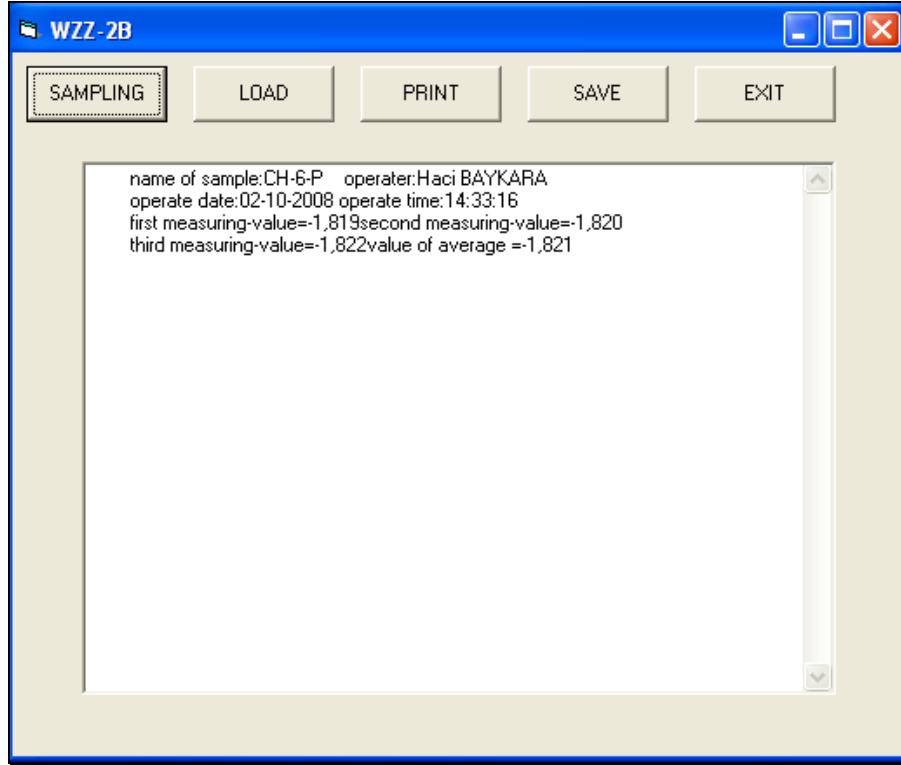 WZZ-2B
SAMPLING LOAD PRINT SAVE EXIT
name of sample:CH-6-P operater:Haci BAYKARA
operate date:02-10-2008 operate time:14:33:16
first measuring-value=-1,819second measuring-value=-1,820
third measuring-value=-1,822value of average =-1,821